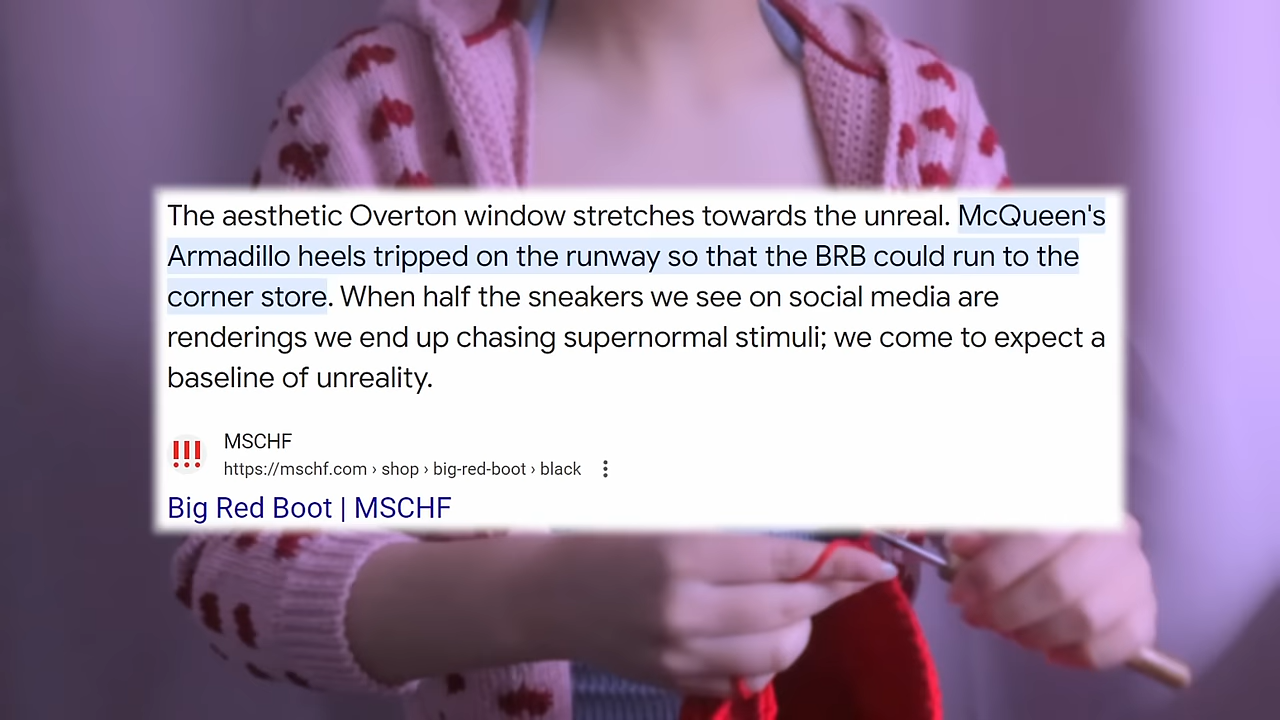 The aesthetic Overton window stretches towards the unreal. McQueen's
Armadillo heels tripped on the runway so that the BRB could run to the
corner store. When half the sneakers we see on social media are
renderings we end up chasing supernormal stimuli; we come to expect a
baseline of unreality.
!!!
MSCHF
https://mschf.com › shop › big-red-boot › black
Big Red Boot | MSCHF